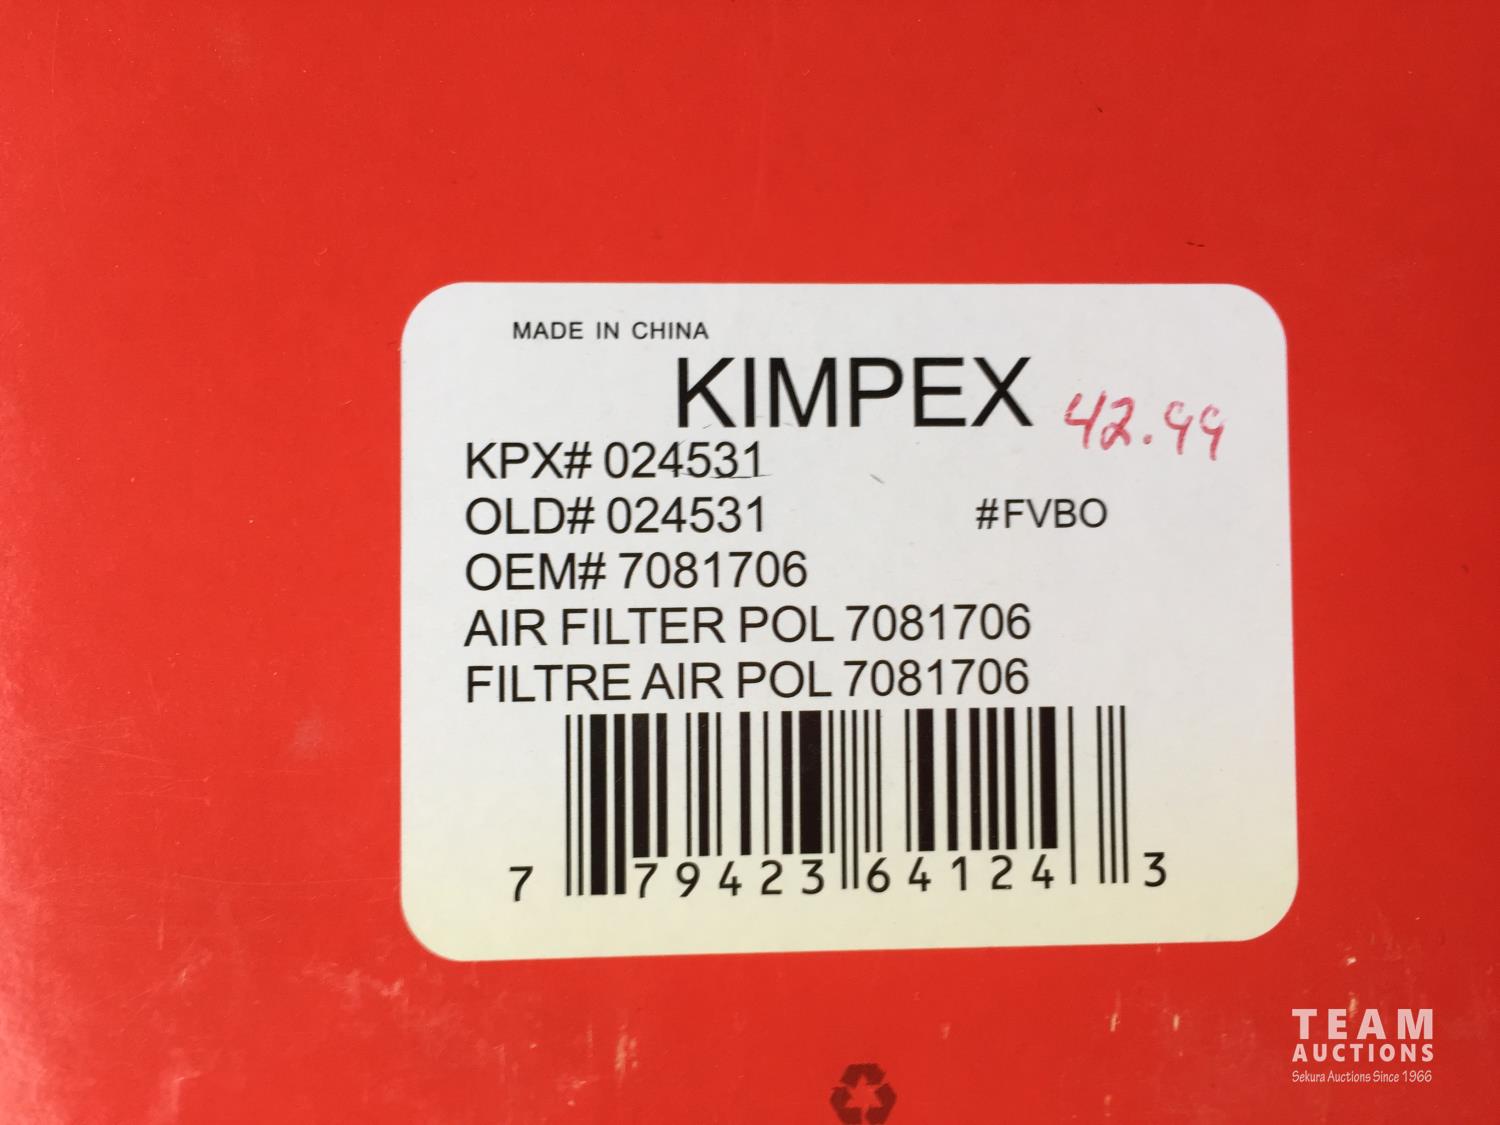 MADE IN CHINA
KIMPEX
42.99
KPX# 024531
OLD# 024531 #FVBO
OEM# 7081706
AIR FILTER POL 7081706
FILTRE AIR POL 7081706
7 79423 64124 3
TEAM
AUCTIONS
Sekura Auctions Since 1966